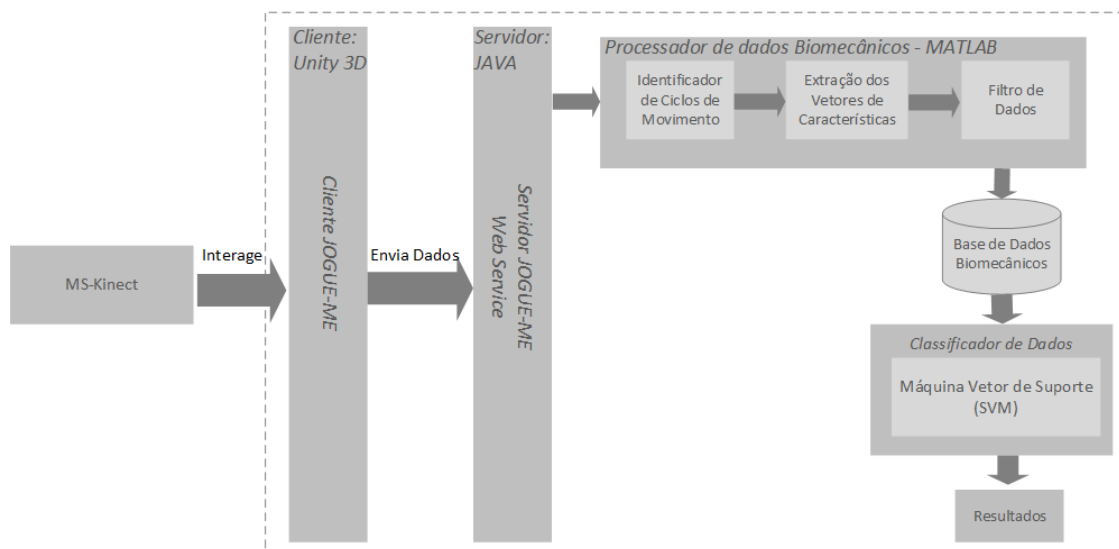 Cliente:
Unity 3D
Servidor:
JAVA
Processador de dados Biomecânicos - MATLAB
Identificador
de Ciclos de
Movimento
Extração dos
Vetores de
Características
Filtro de
Dados
MS-Kinect
Interage
Cliente JOGUE-ME
Envia Dados
Servidor JOGUE-ME
Web Service
Base de Dados
Biomecânicos
Classificador de Dados
Máquina Vetor de Suporte
(SVM)
Resultados